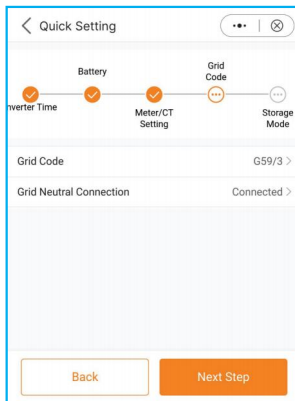 Quick Setting
Battery
Grid
Code
nverter Time
Meter/CT
Setting
Storage
Mode
Grid Code G59/3 >
Grid Neutral Connection Connected >
Back Next Step